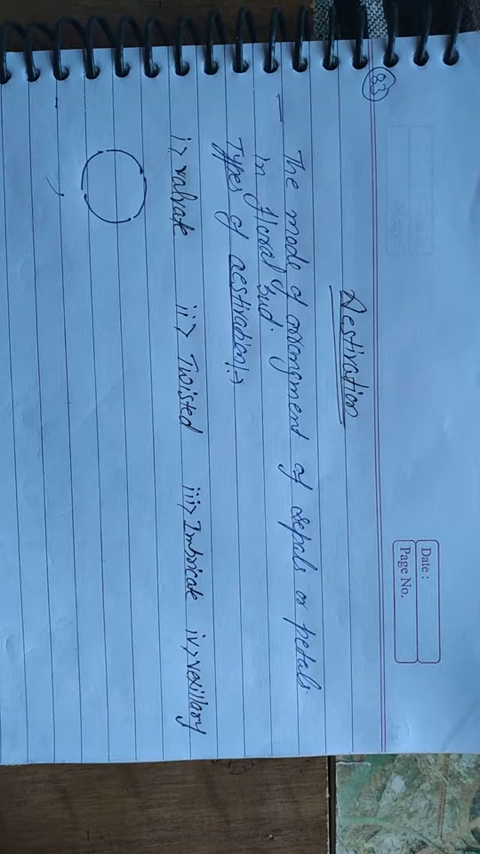 Date :
Page No.
83
Aestivation
- The mode of arrangment of sepals or petals
in floral bud.
Types of aestivation :->
i> valvate ii> Twisted iii> Imbricate iv> vexillary